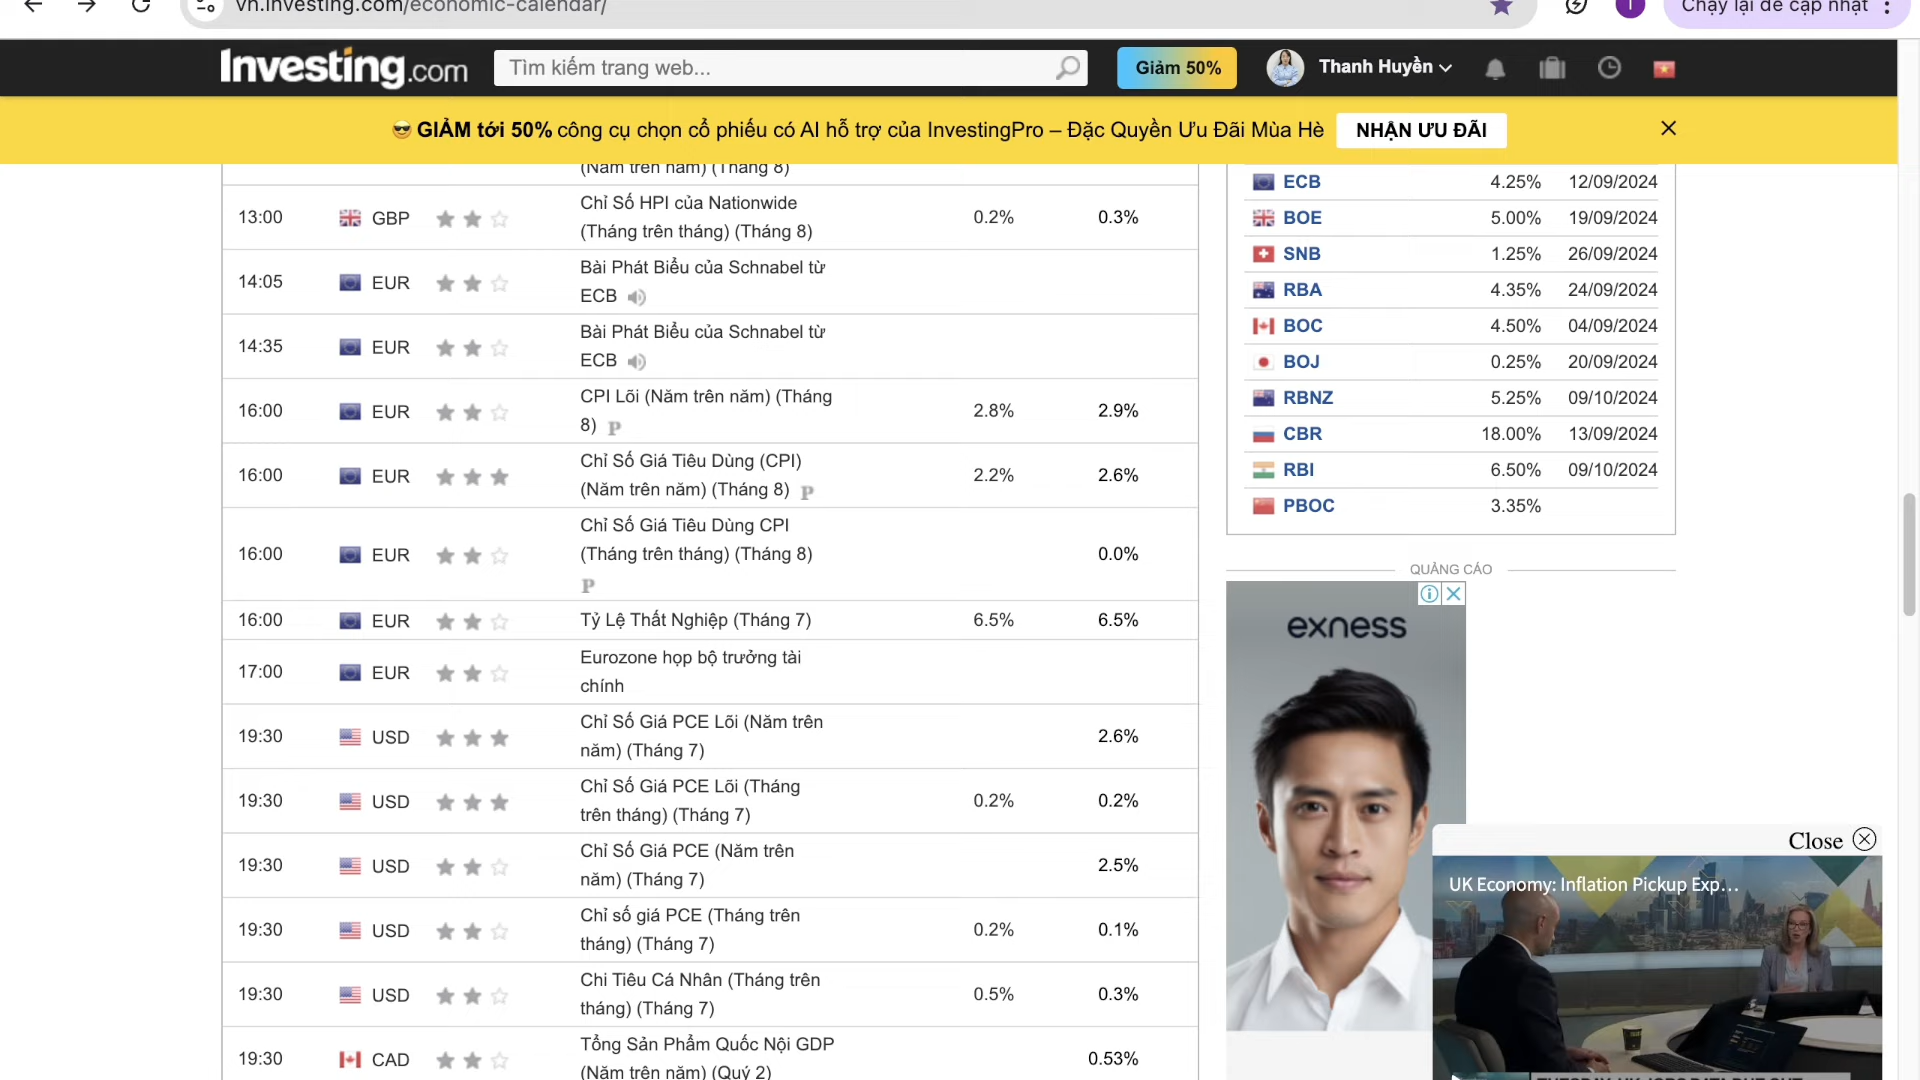 vn.investing.com/economic-calendar/
Chạy lại để cập nhật
Investing.com
Tìm kiếm trang web...
Giảm 50%
Thanh Huyền
😎 GIẢM tới 50% công cụ chọn cổ phiếu có AI hỗ trợ của InvestingPro – Đặc Quyền Ưu Đãi Mùa Hè
NHẬN ƯU ĐÃI
(Năm trên năm) (Tháng 8)
13:00 GBP Chỉ Số HPI của Nationwide 0.2% 0.3%
(Tháng trên tháng) (Tháng 8)
14:05 EUR Bài Phát Biểu của Schnabel từ
ECB
14:35 EUR Bài Phát Biểu của Schnabel từ
ECB
16:00 EUR CPI Lõi (Năm trên năm) (Tháng 2.8% 2.9%
8) P
16:00 EUR Chỉ Số Giá Tiêu Dùng (CPI) 2.2% 2.6%
(Năm trên năm) (Tháng 8) P
16:00 EUR Chỉ Số Giá Tiêu Dùng CPI 0.0%
(Tháng trên tháng) (Tháng 8)
P
16:00 EUR Tỷ Lệ Thất Nghiệp (Tháng 7) 6.5% 6.5%
17:00 EUR Eurozone họp bộ trưởng tài
chính
19:30 USD Chỉ Số Giá PCE Lõi (Năm trên 2.6%
năm) (Tháng 7)
19:30 USD Chỉ Số Giá PCE Lõi (Tháng 0.2% 0.2%
trên tháng) (Tháng 7)
19:30 USD Chỉ Số Giá PCE (Năm trên 2.5%
năm) (Tháng 7)
19:30 USD Chỉ số giá PCE (Tháng trên 0.2% 0.1%
tháng) (Tháng 7)
19:30 USD Chi Tiêu Cá Nhân (Tháng trên 0.5% 0.3%
tháng) (Tháng 7)
19:30 CAD Tổng Sản Phẩm Quốc Nội GDP 0.53%
(Năm trên năm) (Quý 2)
ECB 4.25% 12/09/2024
BOE 5.00% 19/09/2024
SNB 1.25% 26/09/2024
RBA 4.35% 24/09/2024
BOC 4.50% 04/09/2024
BOJ 0.25% 20/09/2024
RBNZ 5.25% 09/10/2024
CBR 18.00% 13/09/2024
RBI 6.50% 09/10/2024
PBOC 3.35%
QUẢNG CÁO
exness
Close
UK Economy: Inflation Pickup Exp...
TUESDAY: UK JOBS DATA DUE OUT